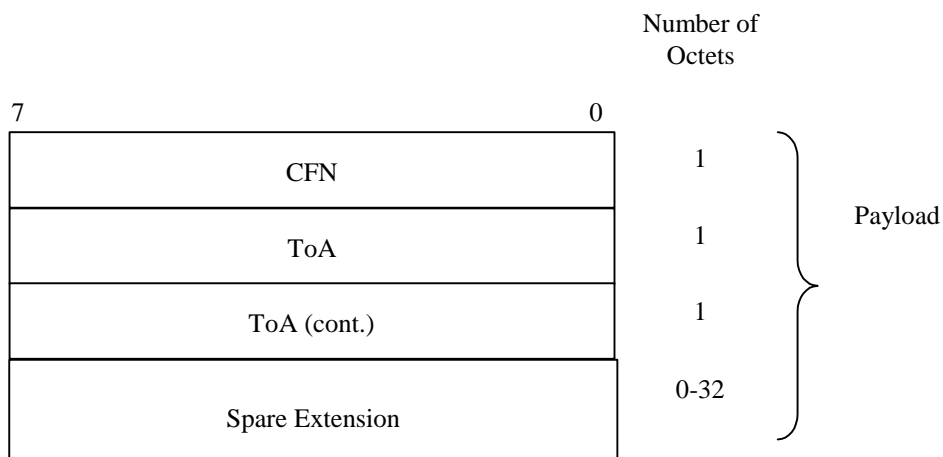 Number of
Octets
7 0
CFN 1
ToA 1
Payload
ToA (cont.) 1
Spare Extension 0-32